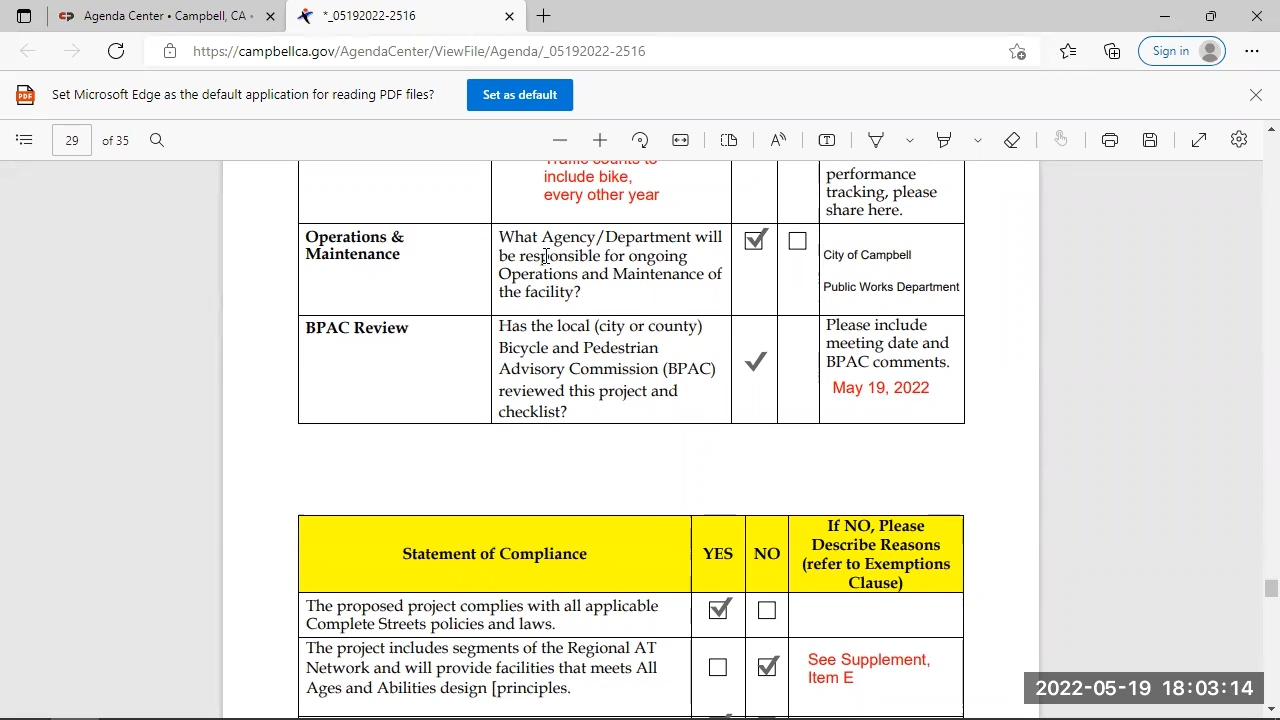 Agenda Center • Campbell, CA •
*_05192022-2516
https://campbellca.gov/AgendaCenter/ViewFile/Agenda/_05192022-2516
Sign in
PDF
Set Microsoft Edge as the default application for reading PDF files?
Set as default
29
of 35
Traffic counts to
include bike,
every other year
performance
tracking, please
share here.
Operations &
Maintenance
What Agency/Department will
be responsible for ongoing
Operations and Maintenance of
the facility?
City of Campbell
Public Works Department
BPAC Review
Has the local (city or county)
Bicycle and Pedestrian
Advisory Commission (BPAC)
reviewed this project and
checklist?
Please include
meeting date and
BPAC comments.
May 19, 2022
Statement of Compliance
YES
NO
If NO, Please
Describe Reasons
(refer to Exemptions
Clause)
The proposed project complies with all applicable
Complete Streets policies and laws.
The project includes segments of the Regional AT
Network and will provide facilities that meets All
Ages and Abilities design [principles.
See Supplement,
Item E
2022-05-19 18:03:14